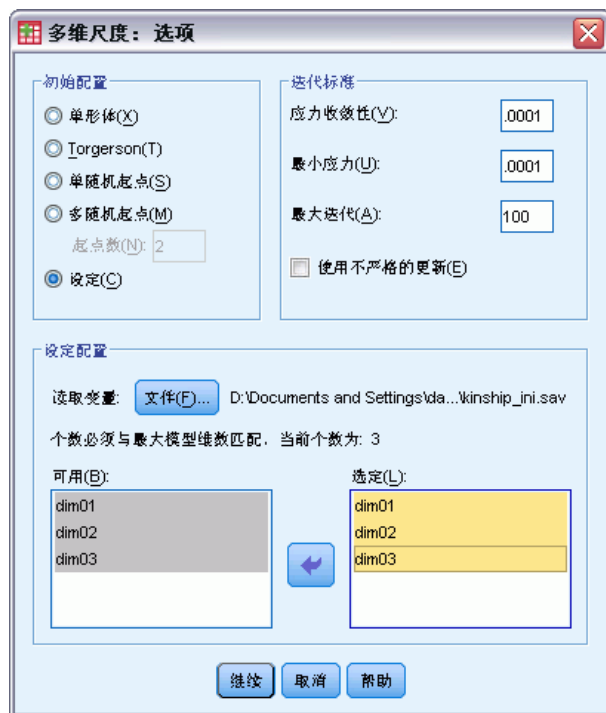 多维尺度：选项
初始配置
单形体(X)
Torgerson(T)
单随机起点(S)
多随机起点(M)
起点数(N): 2
设定(C)
迭代标准
应力收敛性(V): .0001
最小应力(U): .0001
最大迭代(A): 100
使用不严格的更新(E)
设定配置
读取变量: 文件(F)... D:\Documents and Settings\da...\kinship_ini.sav
个数必须与最大模型维数匹配。当前个数为: 3
可用(B):
dim01
dim02
dim03
选定(L):
dim01
dim02
dim03
继续 取消 帮助